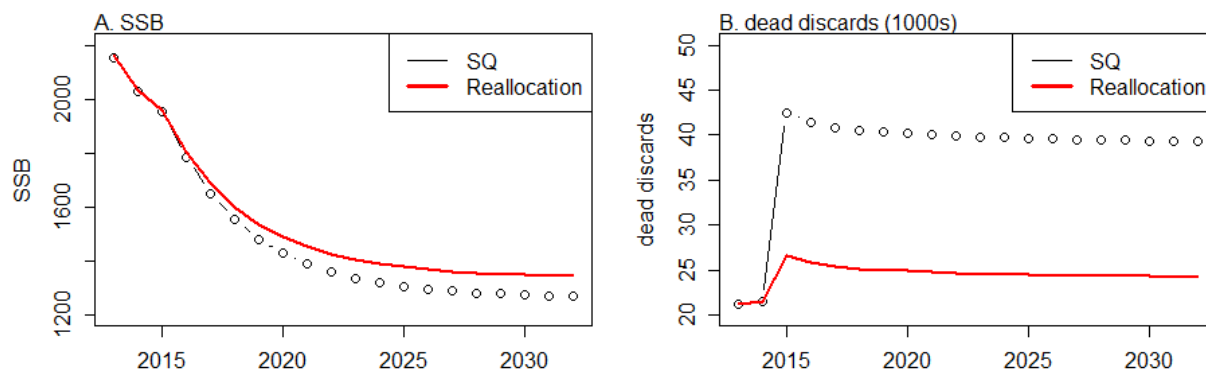 A. SSB
SQ
Reallocation
SSB
1200
1600
2000
2015
2020
2025
2030
B. dead discards (1000s)
SQ
Reallocation
dead discards
50
45
40
35
30
25
20
2015
2020
2025
2030